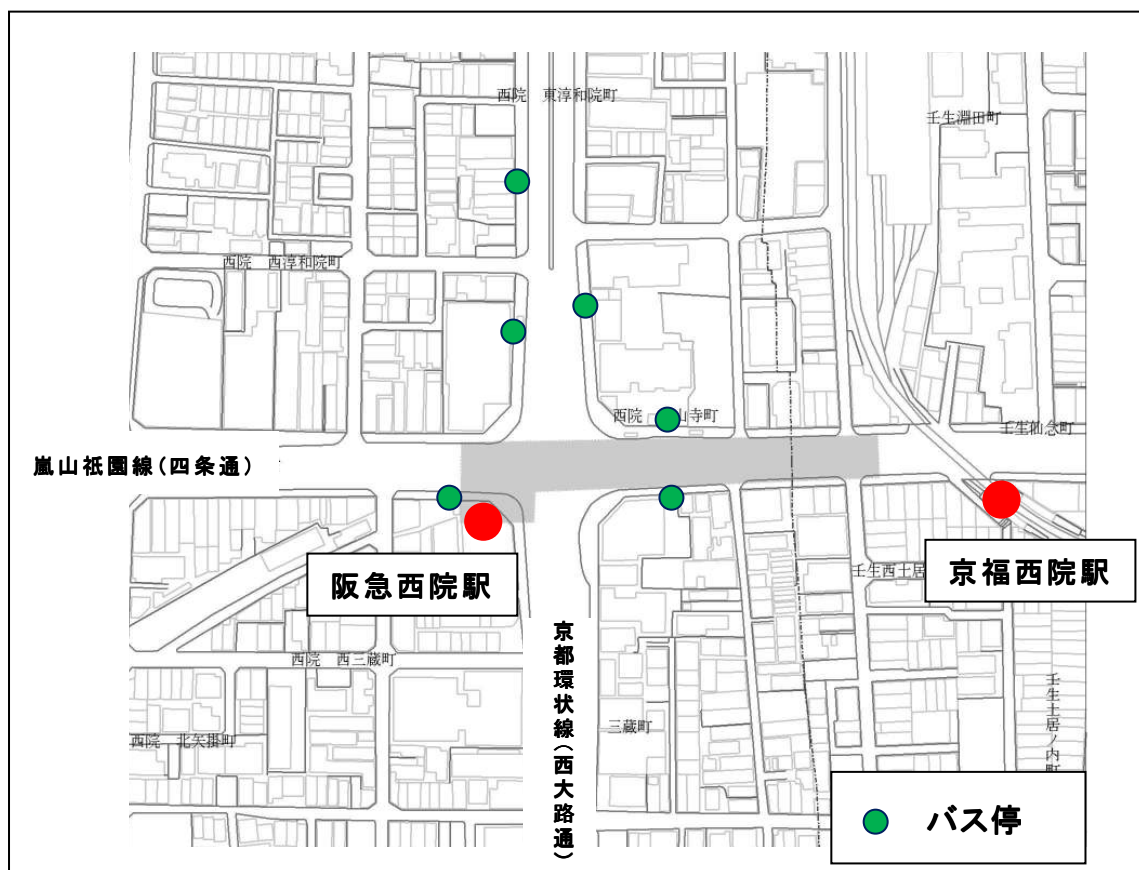 西院 東淳和院町
壬生淵田町
西院 西淳和院町
西院 山寺町
壬生仙念町
嵐山祇園線(四条通)
阪急西院駅
京福西院駅
壬生西土居
西院 西三蔵町
京都環状線(西大路通)
三蔵町
壬生土居ノ内町
西院 北矢掛町
バス停